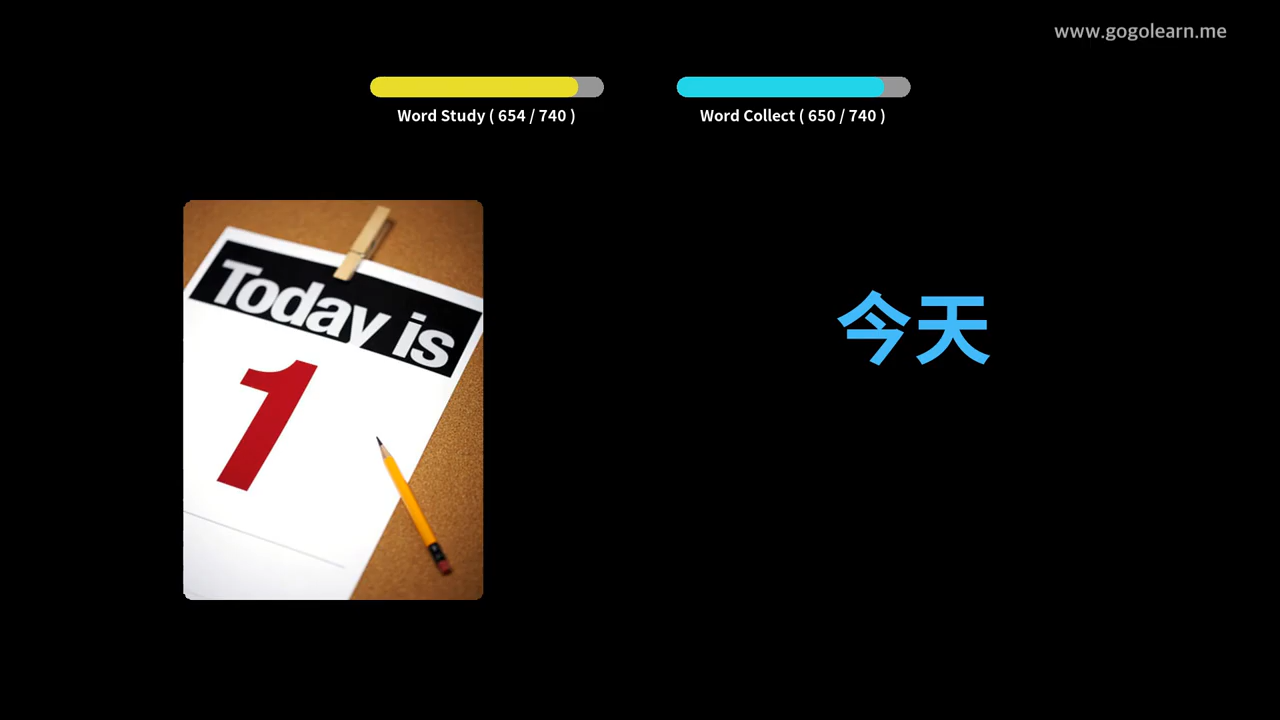 www.gogolearn.me
Word Study ( 654 / 740 )
Word Collect ( 650 / 740 )
Today is
1
今天